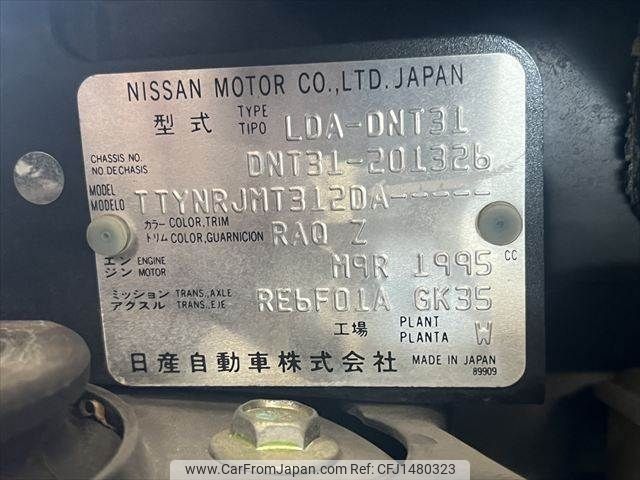 NISSAN MOTOR CO.,LTD.JAPAN
型式 TYPE TIPO LDA-DNT31
CHASSIS NO. NO.DECHASIS DNT31-201326
MODEL MODELO TTYNRJMT312DA-----
カラー COLOR,TRIM
トリム COLOR,GUARNICION RAQ Z
エンジン ENGINE MOTOR M9R 1995 CC
ミッション TRANS.,AXLE
アクスル TRANS.,EJE RE6F01A GK35
工場 PLANT PLANTA W
日産自動車株式会社 MADE IN JAPAN
89909
CarFromJapan.com Ref No. CFJ1480323